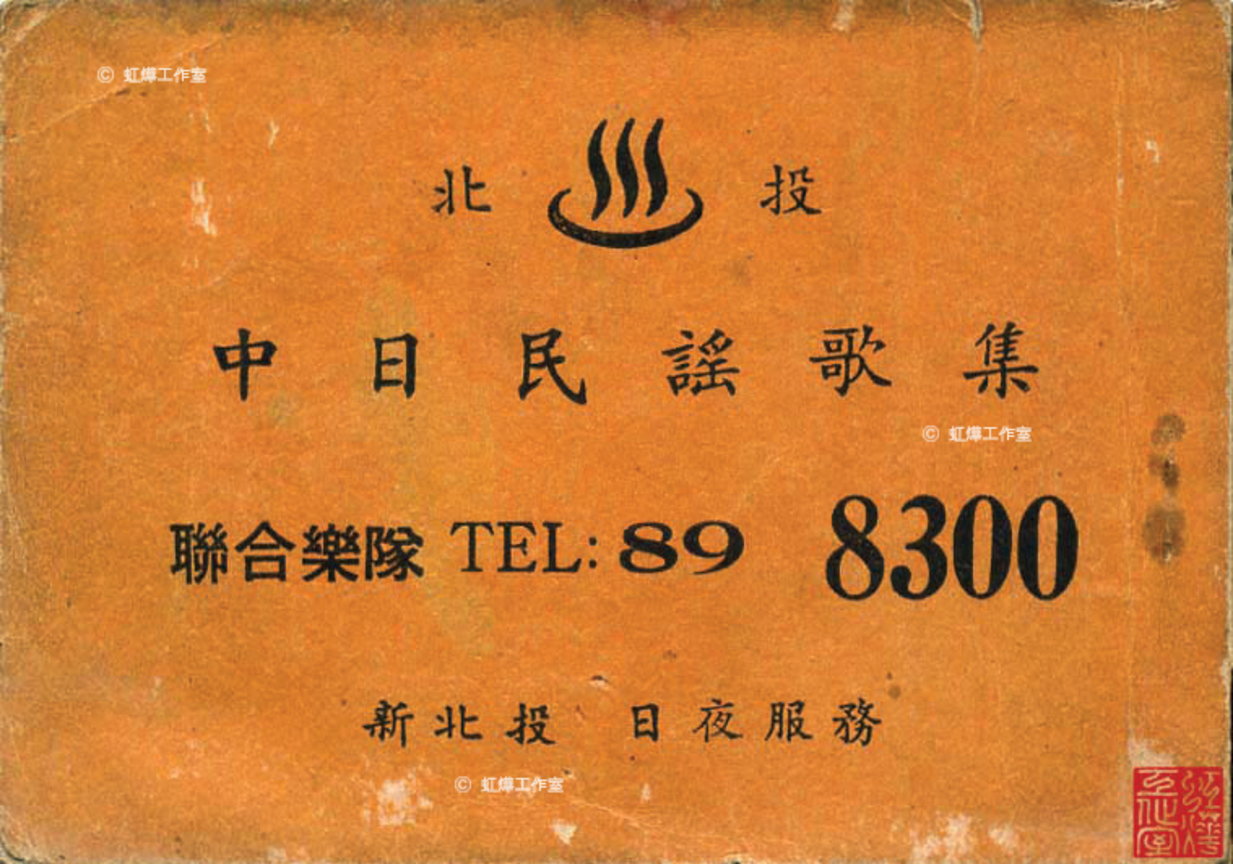 © 虹燁工作室
北 ♨ 投
中日民謠歌集
© 虹燁工作室
聯合樂隊 TEL: 89 8300
新北投 日夜服務
© 虹燁工作室